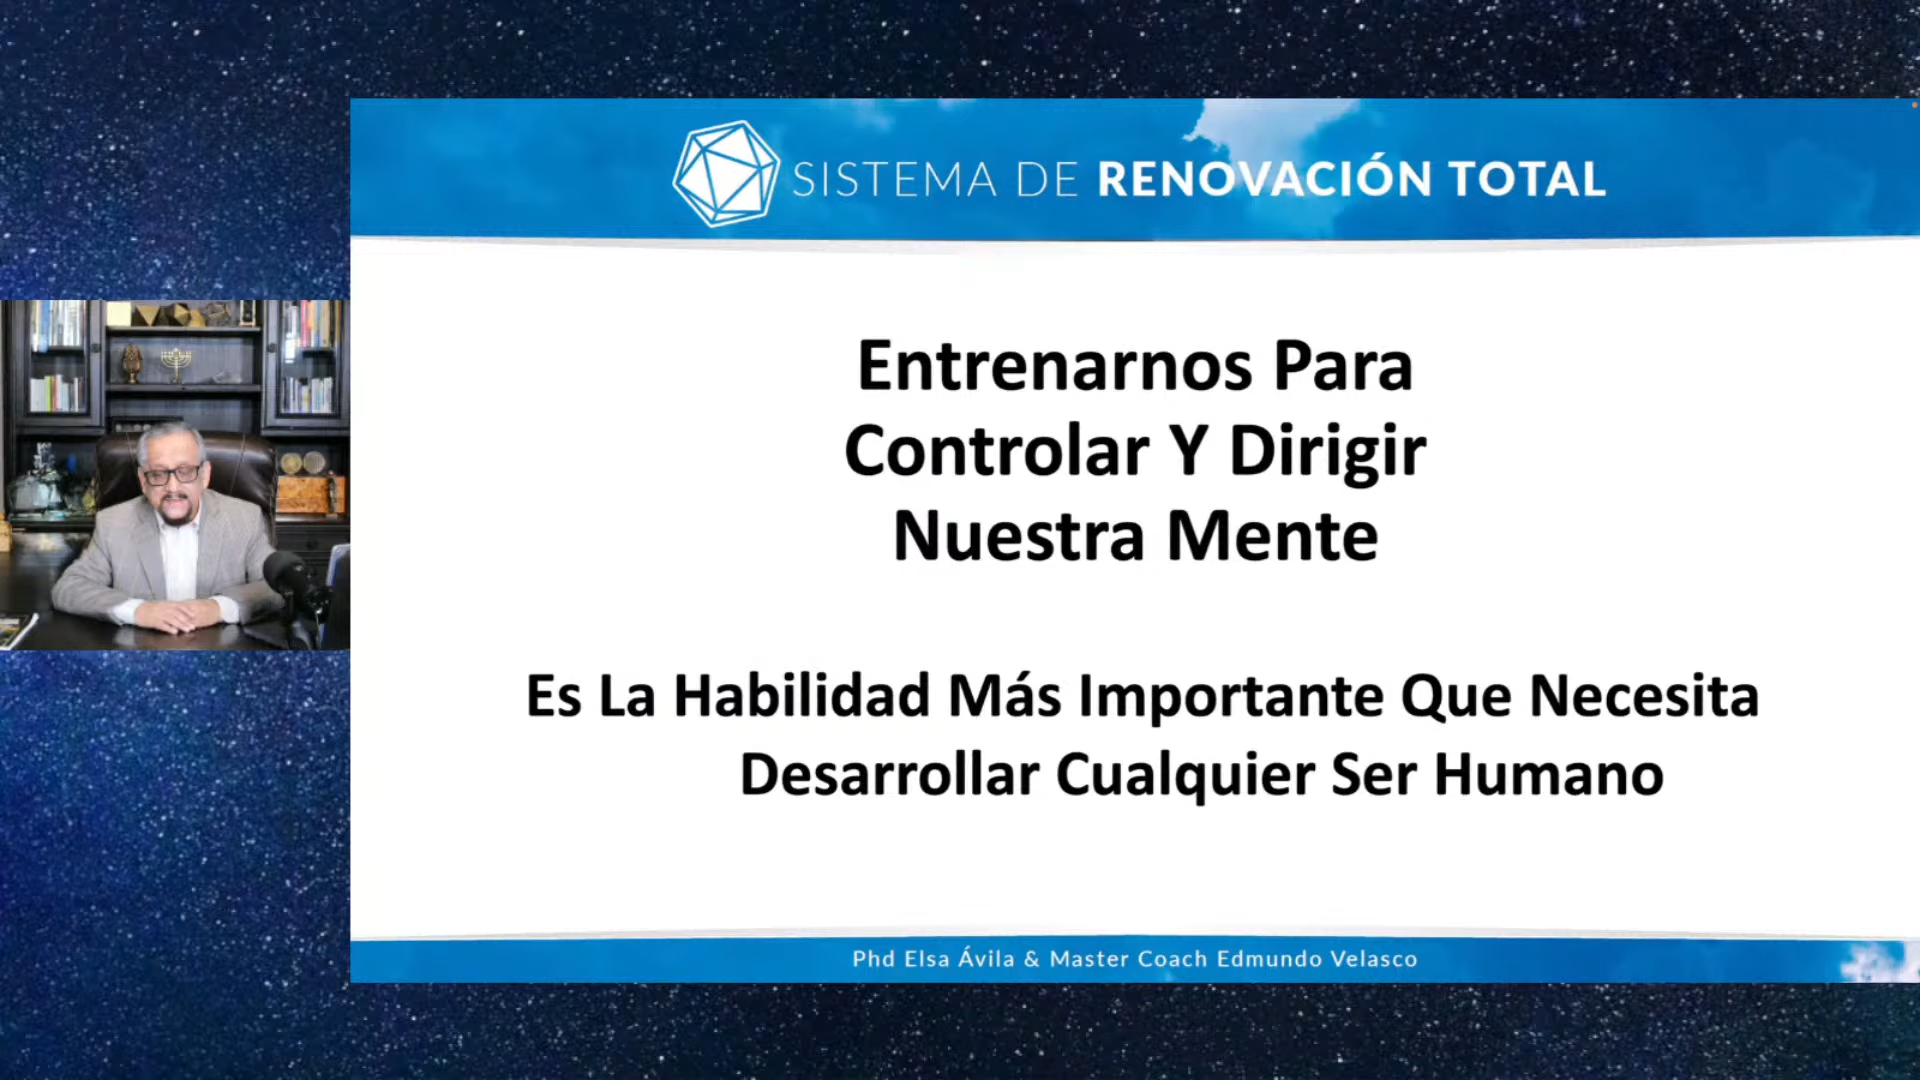 SISTEMA DE RENOVACIÓN TOTAL
Entrenarnos Para
Controlar Y Dirigir
Nuestra Mente
Es La Habilidad Más Importante Que Necesita
Desarrollar Cualquier Ser Humano
Phd Elsa Ávila & Master Coach Edmundo Velasco